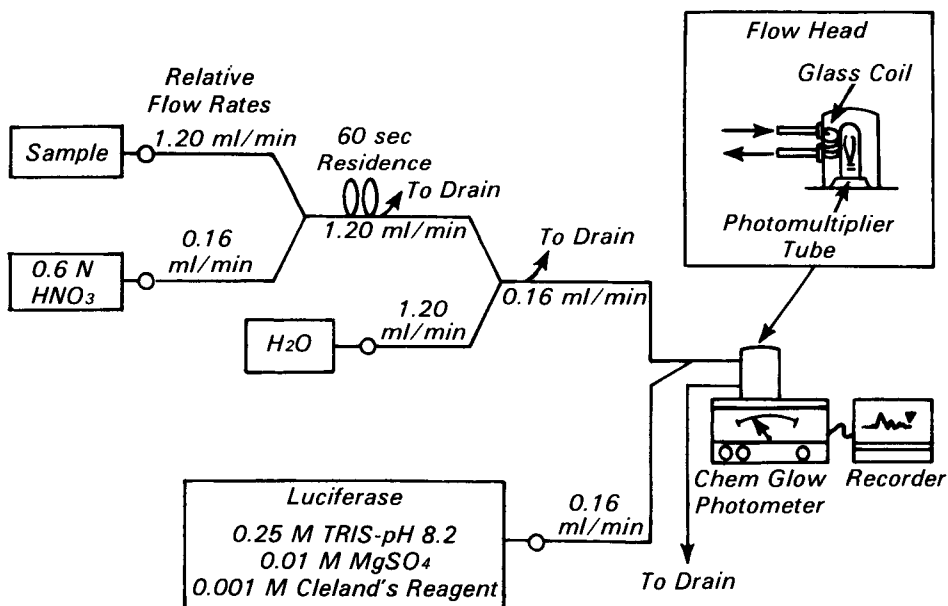 Flow Head
Glass Coil
Photomultiplier
Tube
Relative
Flow Rates
1.20 ml/min
Sample
60 sec
Residence
To Drain
1.20 ml/min
0.16
ml/min
0.6 N
HNO3
To Drain
0.16 ml/min
1.20
ml/min
H2O
Chem Glow
Photometer
Recorder
Luciferase
0.25 M TRIS-pH 8.2
0.01 M MgSO4
0.001 M Cleland's Reagent
0.16
ml/min
To Drain